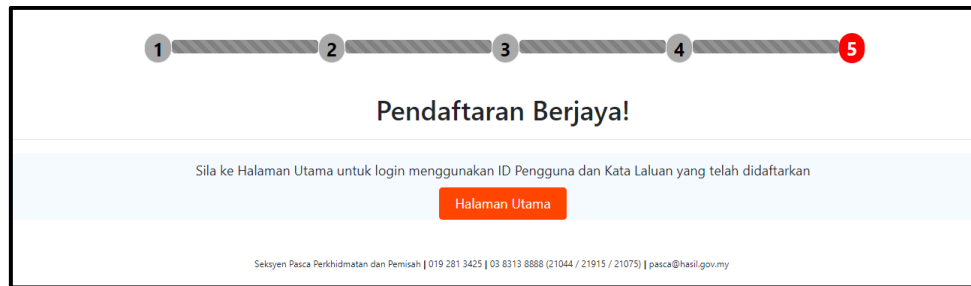 1 2 3 4 5
Pendaftaran Berjaya!
Sila ke Halaman Utama untuk login menggunakan ID Pengguna dan Kata Laluan yang telah didaftarkan
Halaman Utama
Seksyen Pasca Perkhidmatan dan Pemisah | 019 281 3425 | 03 8313 8888 (21044 / 21915 / 21075) | pasca@hasil.gov.my